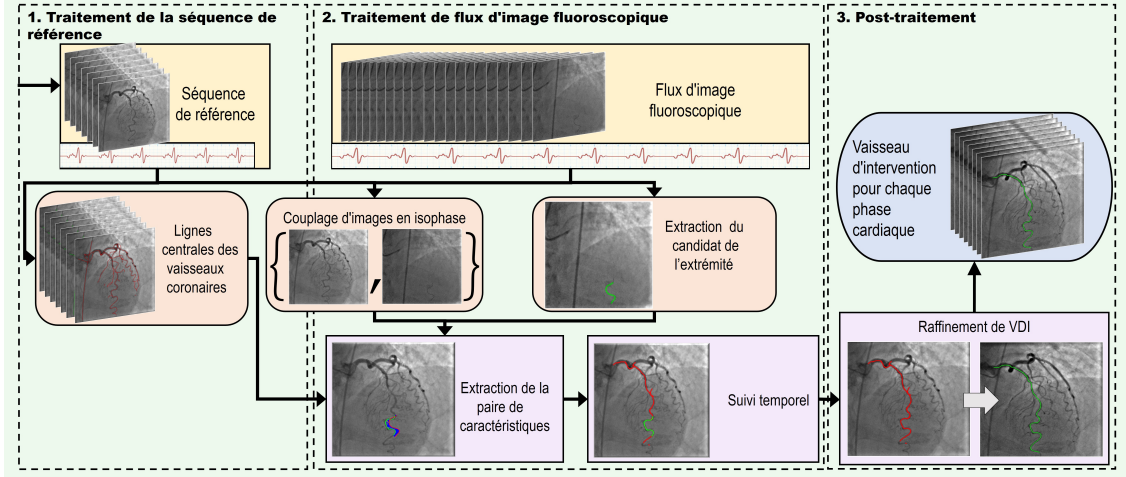 1. Traitement de la séquence de
référence
2. Traitement de flux d'image fluoroscopique
3. Post-traitement
Séquence
de référence
Flux d'image
fluoroscopique
Vaisseau
d'intervention
pour chaque
phase
cardiaque
Lignes
centrales des
vaisseaux
coronaires
Couplage d'images en isophase
{ , }
Extraction du
candidat de
l'extrémité
Extraction de la
paire de
caractéristiques
Suivi temporel
Raffinement de VDI